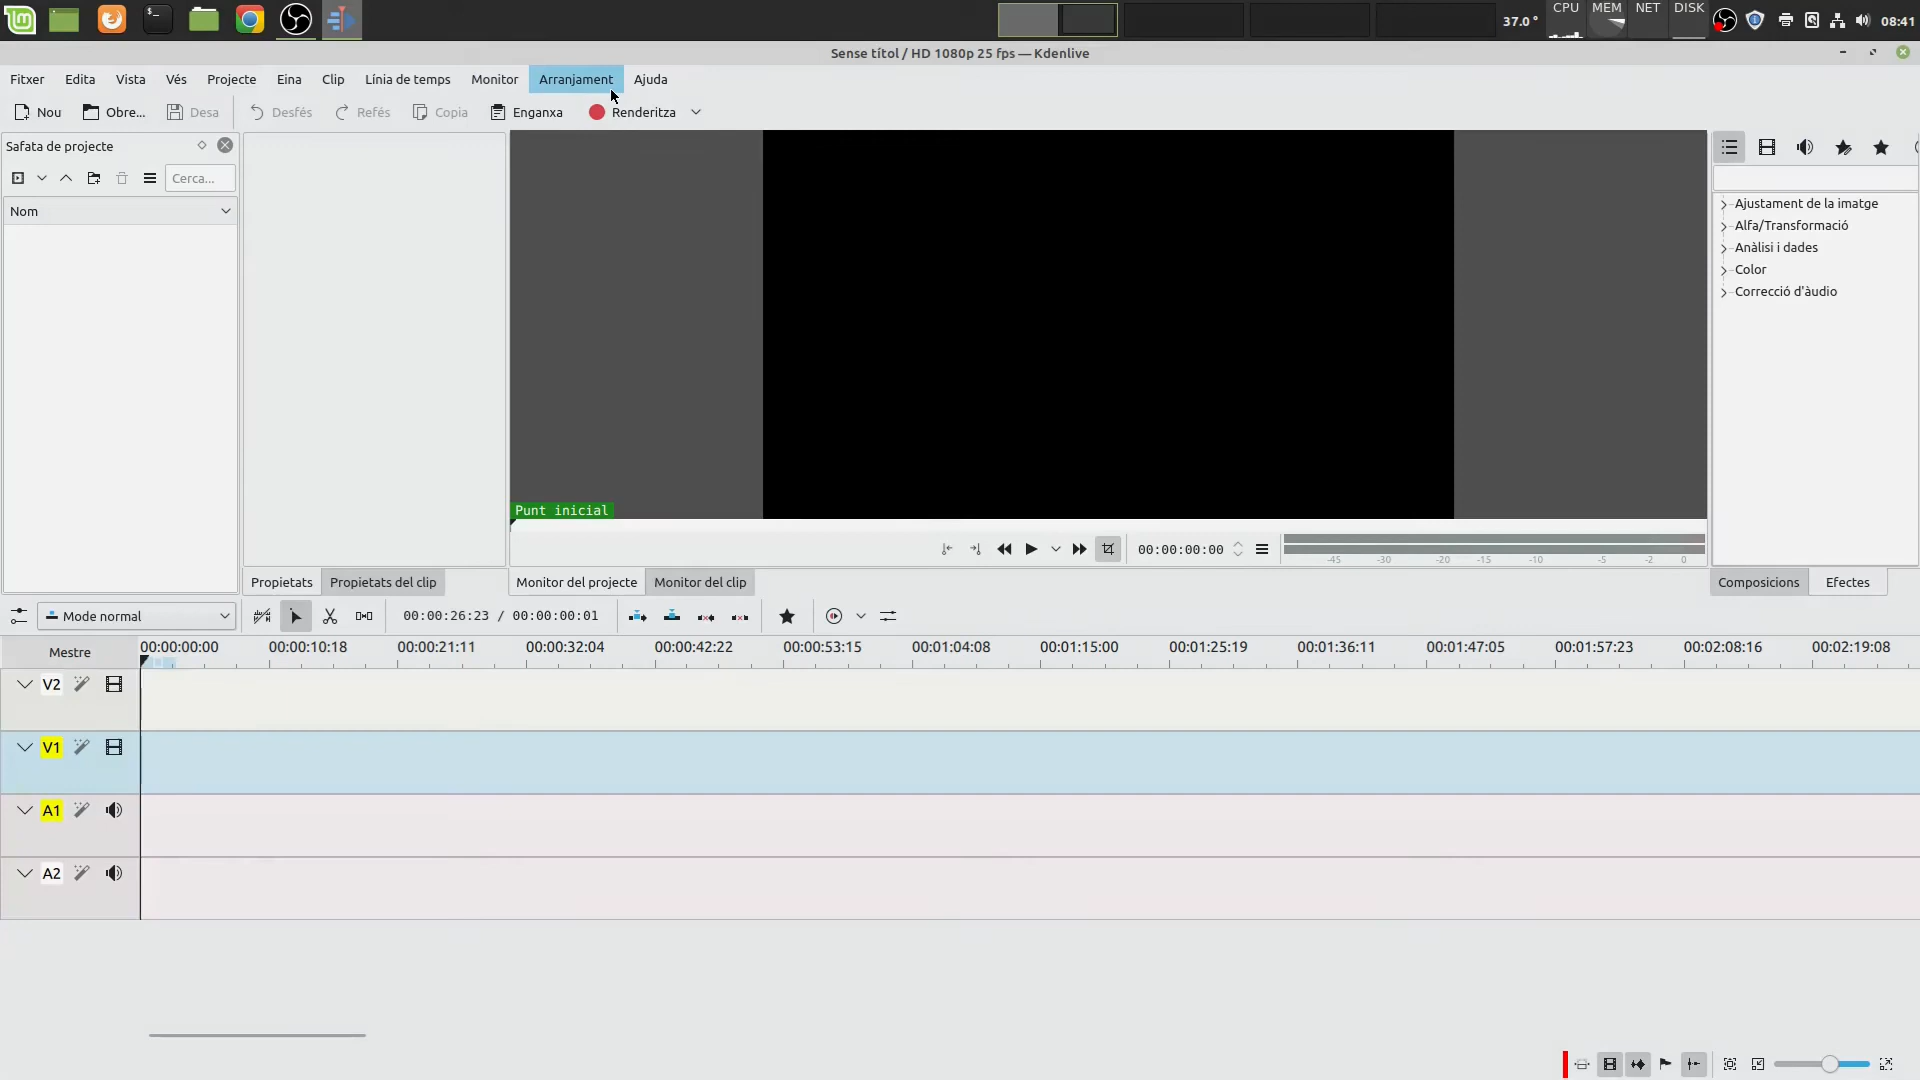 37.0 °
CPU MEM NET DISK
08:41
Sense títol / HD 1080p 25 fps — Kdenlive
Fitxer Edita Vista Vés Projecte Eina Clip Línia de temps Monitor Arranjament Ajuda
Nou Obre... Desa Desfés Refés Copia Enganxa Renderitza
Safata de projecte
Cerca...
Nom
Ajustament de la imatge
Alfa/Transformació
Anàlisi i dades
Color
Correcció d'àudio
Punt inicial
00:00:00:00
-45 -30 -20 -15 -10 -5 -2 0
Propietats Propietats del clip Monitor del projecte Monitor del clip Composicions Efectes
Mode normal 00:00:26:23 / 00:00:00:01
Mestre 00:00:00:00 00:00:10:18 00:00:21:11 00:00:32:04 00:00:42:22 00:00:53:15 00:01:04:08 00:01:15:00 00:01:25:19 00:01:36:11 00:01:47:05 00:01:57:23 00:02:08:16 00:02:19:08
V2
V1
A1
A2